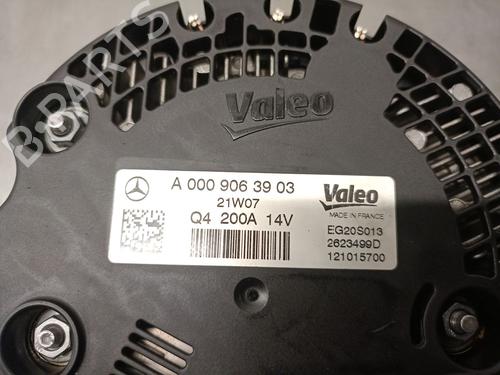 B-PARTS
Valeo
A 000 906 39 03
21W07
Q4 200A 14V
Valeo
MADE IN FRANCE
EG20S013
2623499D
121015700